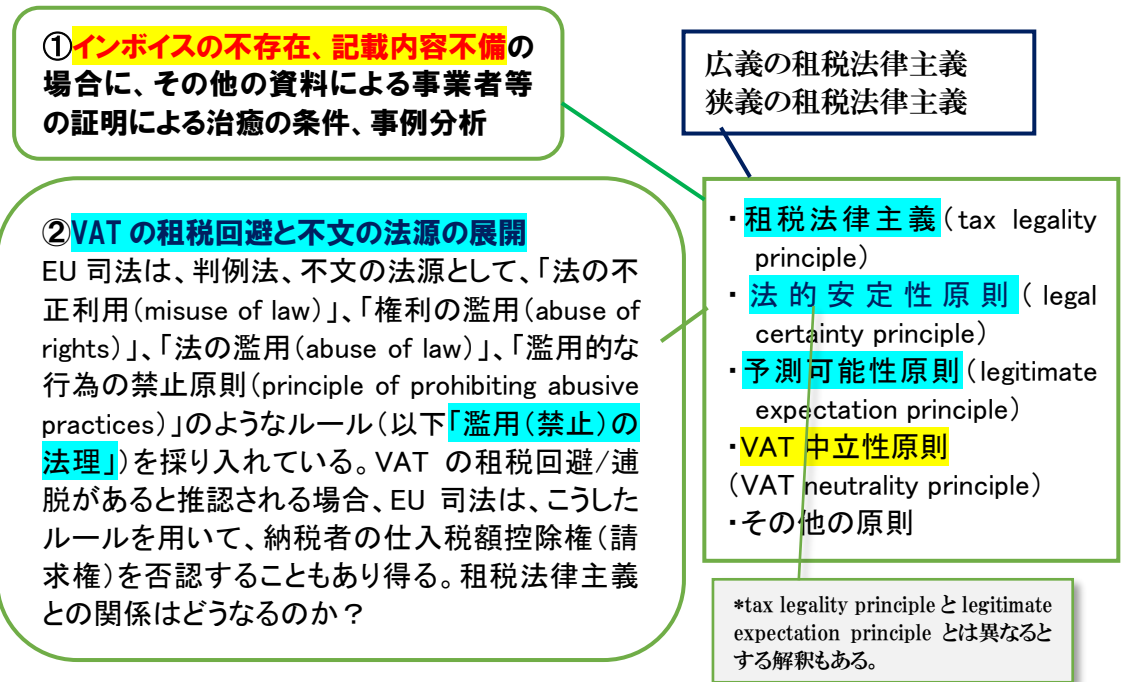 ①インボイスの不存在、記載内容不備の
場合に、その他の資料による事業者等
の証明による治癒の条件、事例分析
広義の租税法律主義
狭義の租税法律主義
②VAT の租税回避と不文の法源の展開
EU 司法は、判例法、不文の法源として、「法の不
正利用(misuse of law)」、「権利の濫用(abuse of
rights)」、「法の濫用(abuse of law)」、「濫用的な
行為の禁止原則(principle of prohibiting abusive
practices)」のようなルール(以下「濫用(禁止)の
法理」)を採り入れている。VAT の租税回避/逋
脱があると推認される場合、EU 司法は、こうした
ルールを用いて、納税者の仕入税額控除権(請
求権)を否認することもあり得る。租税法律主義
との関係はどうなるのか?
・租税法律主義(tax legality
principle)
・法的安定性原則(legal
certainty principle)
・予測可能性原則(legitimate
expectation principle)
・VAT 中立性原則
(VAT neutrality principle)
・その他の原則
*tax legality principle と legitimate
expectation principle とは異なると
する解釈もある。